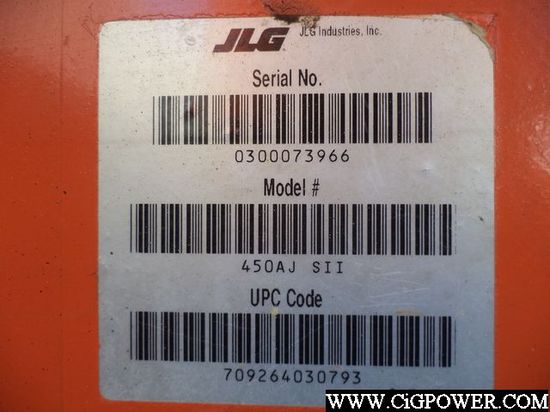 JLG JLG Industries, Inc.
Serial No.
0300073966
Model #
450AJ SII
UPC Code
709264030793
WWW.CiGPOWER.COM